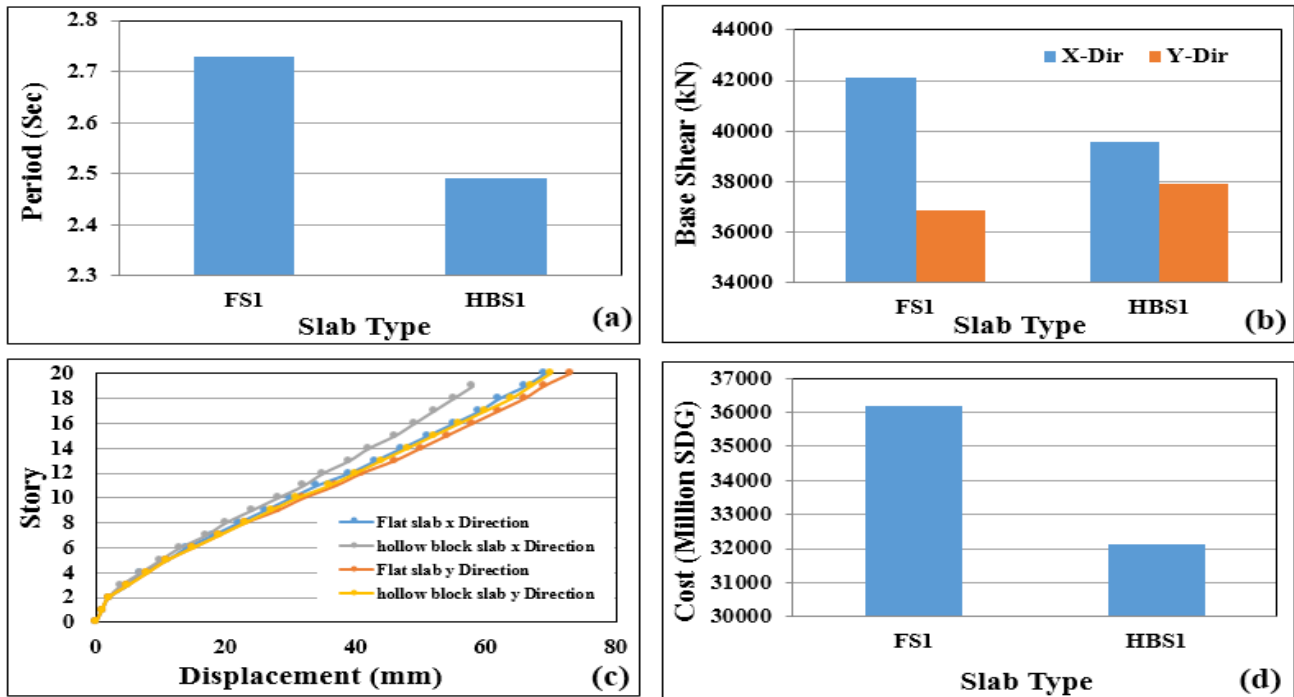 2.8
2.7
2.6
2.5
2.4
2.3
Period (Sec)
FS1 HBS1
Slab Type
(a)
44000
42000
40000
38000
36000
34000
Base Shear (kN)
X-Dir Y-Dir
FS1 HBS1
Slab Type
(b)
20
18
16
14
12
10
8
6
4
2
0
Story
Flat slab x Direction
hollow block slab x Direction
Flat slab y Direction
hollow block slab y Direction
0 20 40 60 80
Displacement (mm)
(c)
37000
36000
35000
34000
33000
32000
31000
30000
Cost (Million SDG)
FS1 HBS1
Slab Type
(d)